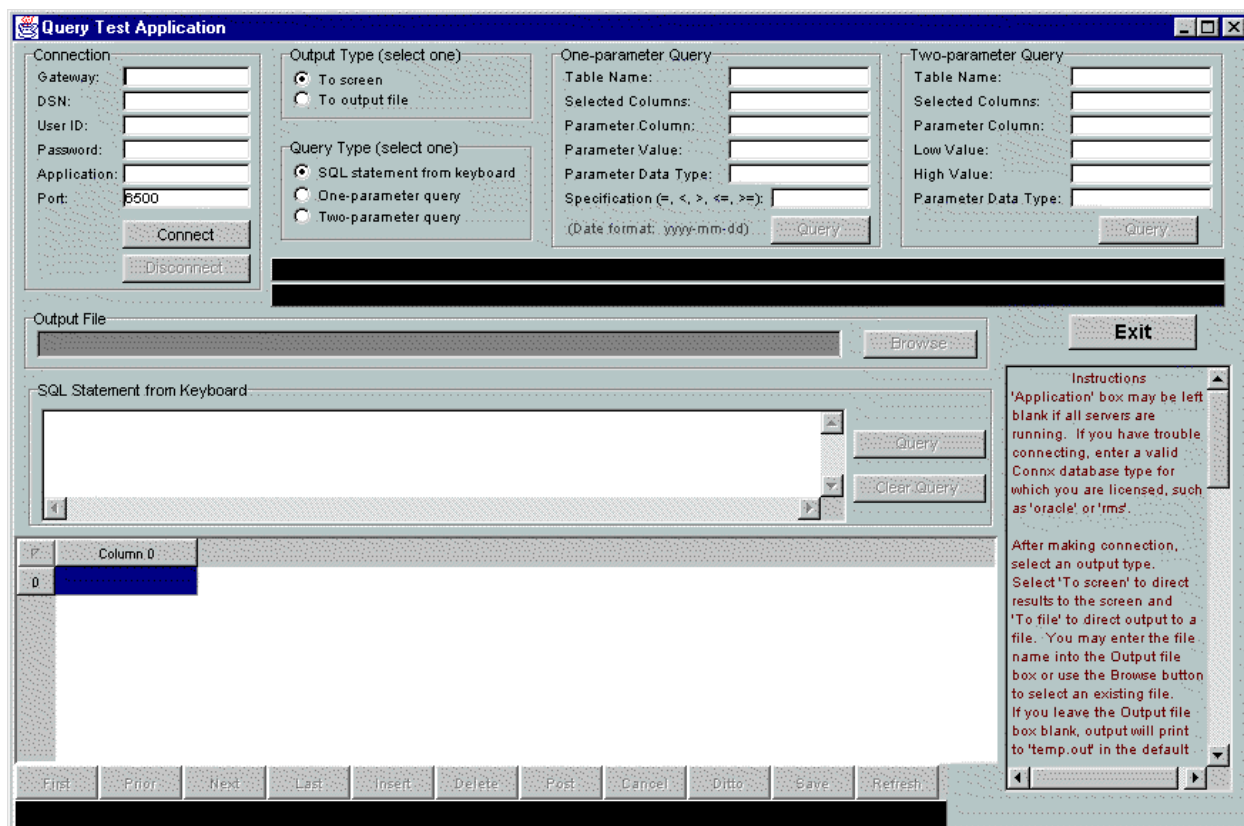 Query Test Application
Connection
Gateway:
DSN:
User ID:
Password:
Application:
Port: 6500
Connect
Disconnect
Output Type (select one)
To screen
To output file
Query Type (select one)
SQL statement from keyboard
One-parameter query
Two-parameter query
One-parameter Query
Table Name:
Selected Columns:
Parameter Column:
Parameter Value:
Parameter Data Type:
Specification (=, <, >, <=, >=):
(Date format: yyyy-mm-dd)
Query
Two-parameter Query
Table Name:
Selected Columns:
Parameter Column:
Low Value:
High Value:
Parameter Data Type:
Query
Output File
Browse
Exit
SQL Statement from Keyboard
Query
Clear Query
Instructions
'Application' box may be left
blank if all servers are
running. If you have trouble
connecting, enter a valid
Connx database type for
which you are licensed, such
as 'oracle' or 'rms'.
After making connection,
select an output type.
Select 'To screen' to direct
results to the screen and
'To file' to direct output to a
file. You may enter the file
name into the Output file
box or use the Browse button
to select an existing file.
If you leave the Output file
box blank, output will print
to 'temp.out' in the default
Column 0
0
First Prior Next Last Insert Delete Post Cancel Ditto Save Refresh